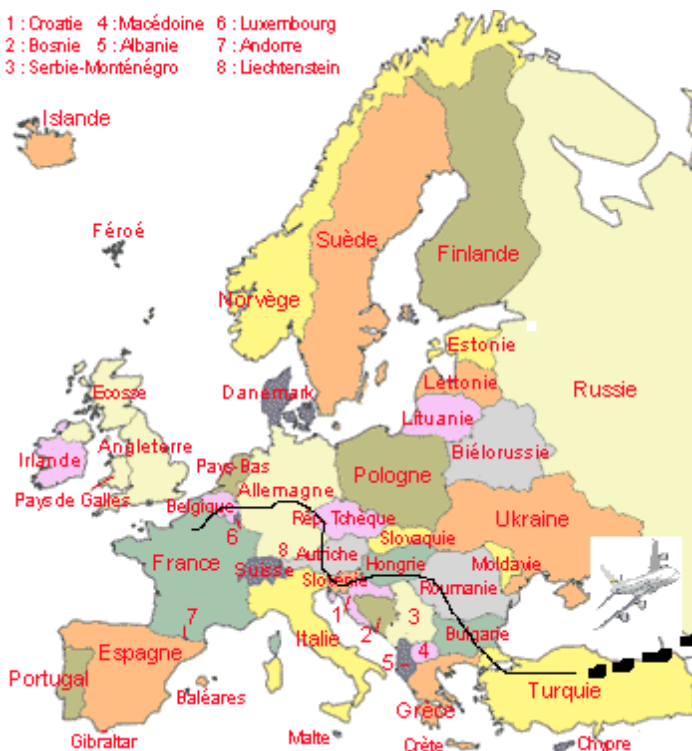 1 : Croatie 4 : Macédoine 6 : Luxembourg
2 : Bosnie 5 : Albanie 7 : Andorre
3 : Serbie-Monténégro 8 : Liechtenstein
Islande
Féroé
Suède
Finlande
Norvège
Estonie
Ecosse
Danemark
Lettonie
Russie
Lituanie
Angleterre
Irlande
Biélorussie
Pays-Bas
Pologne
Pays de Galles
Allemagne
Belgique
Rép. Tchèque
Ukraine
6
Slovaquie
France
8
Autriche
Hongrie
Moldavie
Suisse
Slovénie
Roumanie
7
1
3
Italie
2
Bulgarie
Espagne
4
5
Portugal
Baléares
Turquie
Grèce
Gibraltar
Malte
Crète
Chypre